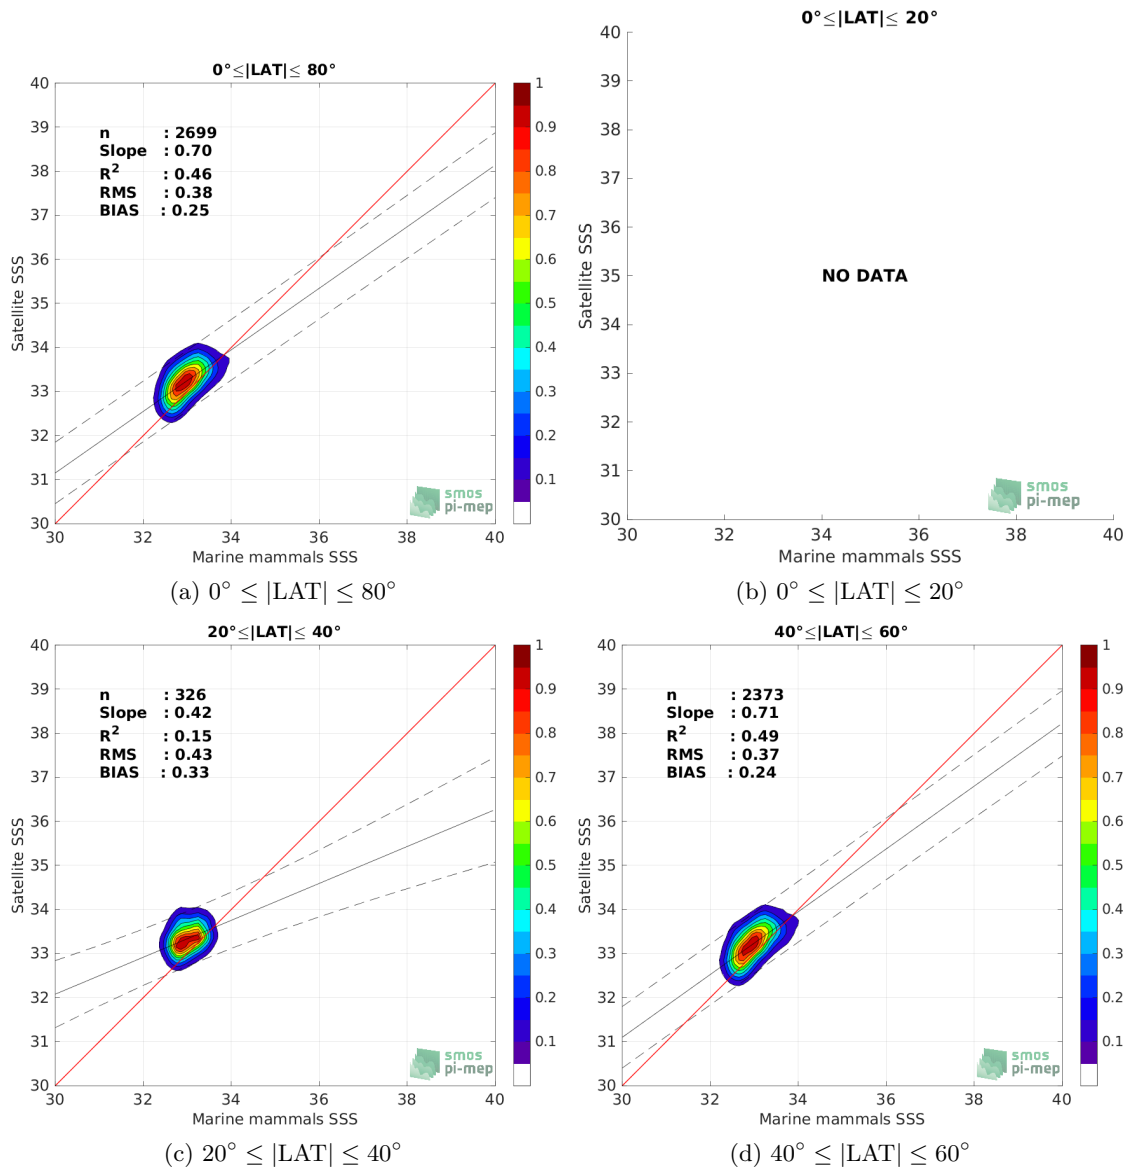 0°≤|LAT|≤ 80°
40
39
38
37
36
35
34
33
32
31
30
Satellite SSS
n : 2699
Slope : 0.70
R2 : 0.46
RMS : 0.38
BIAS : 0.25
smos
pi-mep
30 32 34 36 38 40
Marine mammals SSS
1
0.9
0.8
0.7
0.6
0.5
0.4
0.3
0.2
0.1
(a) 0° ≤ |LAT| ≤ 80°
0°≤|LAT|≤ 20°
40
39
38
37
36
35
34
33
32
31
30
Satellite SSS
NO DATA
smos
pi-mep
30 32 34 36 38 40
Marine mammals SSS
(b) 0° ≤ |LAT| ≤ 20°
20°≤|LAT|≤ 40°
40
39
38
37
36
35
34
33
32
31
30
Satellite SSS
n : 326
Slope : 0.42
R2 : 0.15
RMS : 0.43
BIAS : 0.33
smos
pi-mep
30 32 34 36 38 40
Marine mammals SSS
1
0.9
0.8
0.7
0.6
0.5
0.4
0.3
0.2
0.1
(c) 20° ≤ |LAT| ≤ 40°
40°≤|LAT|≤ 60°
40
39
38
37
36
35
34
33
32
31
30
Satellite SSS
n : 2373
Slope : 0.71
R2 : 0.49
RMS : 0.37
BIAS : 0.24
smos
pi-mep
30 32 34 36 38 40
Marine mammals SSS
1
0.9
0.8
0.7
0.6
0.5
0.4
0.3
0.2
0.1
(d) 40° ≤ |LAT| ≤ 60°